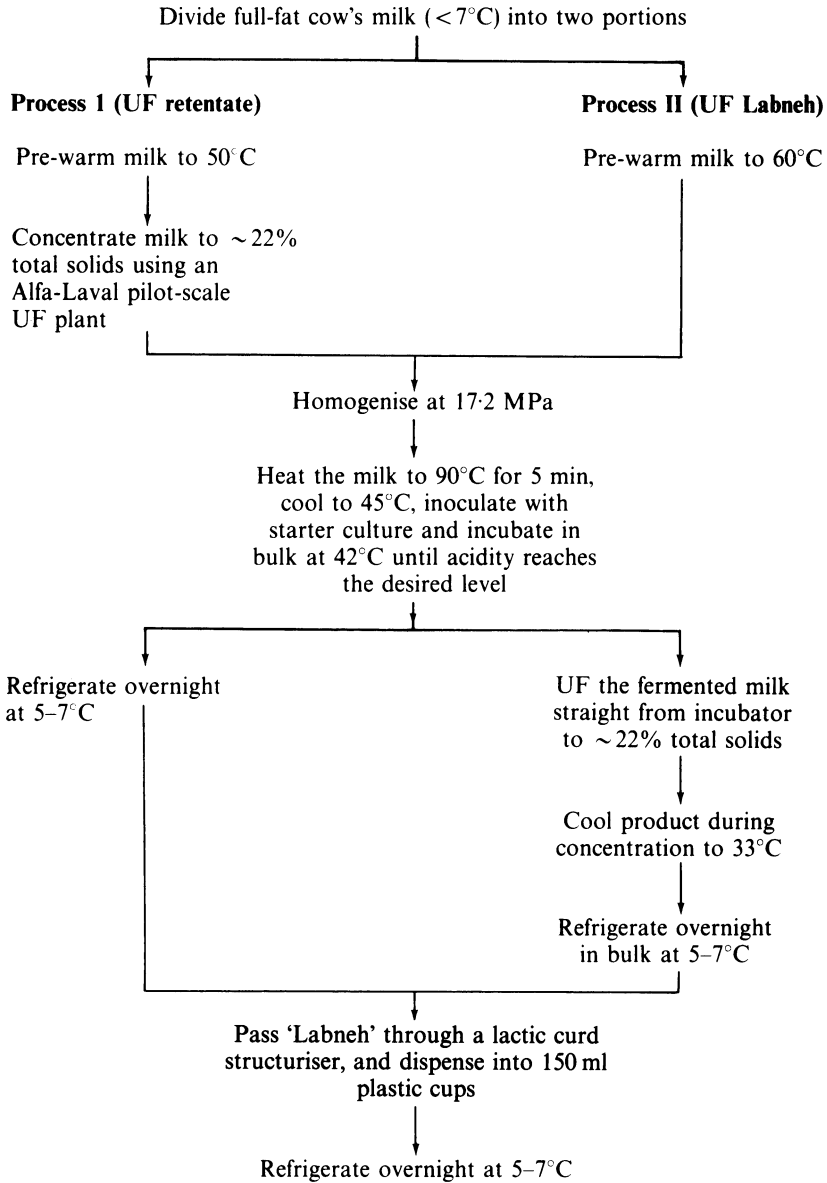 Divide full-fat cow's milk (<7°C) into two portions
Process 1 (UF retentate)
Process II (UF Labneh)
Pre-warm milk to 50°C
Pre-warm milk to 60°C
Concentrate milk to ~22%
total solids using an
Alfa-Laval pilot-scale
UF plant
Homogenise at 17·2 MPa
Heat the milk to 90°C for 5 min,
cool to 45°C, inoculate with
starter culture and incubate in
bulk at 42°C until acidity reaches
the desired level
Refrigerate overnight
at 5–7°C
UF the fermented milk
straight from incubator
to ~22% total solids
Cool product during
concentration to 33°C
Refrigerate overnight
in bulk at 5–7°C
Pass 'Labneh' through a lactic curd
structuriser, and dispense into 150 ml
plastic cups
Refrigerate overnight at 5–7°C